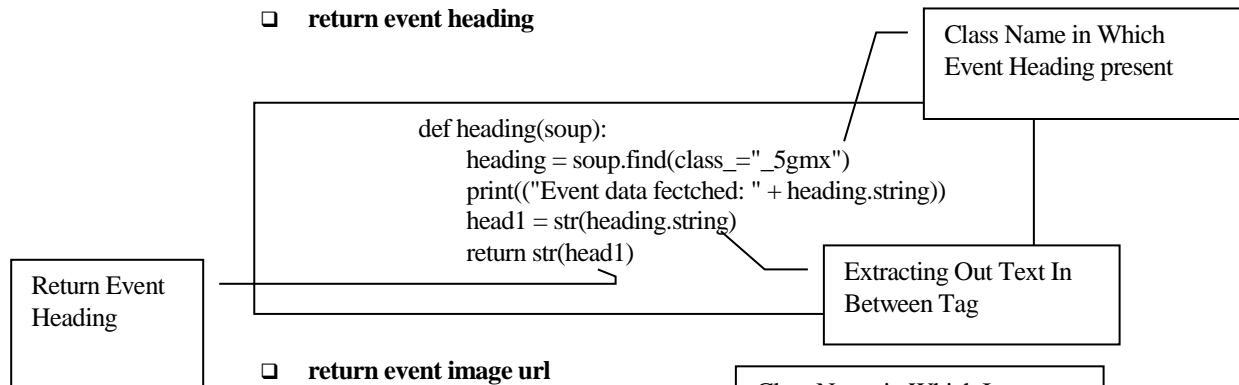 ❑ return event heading
Class Name in Which
Event Heading present
def heading(soup):
heading = soup.find(class_="_5gmx")
print(("Event data fectched: " + heading.string))
head1 = str(heading.string)
return str(head1)
Extracting Out Text In
Between Tag
Return Event
Heading
❑ return event image url